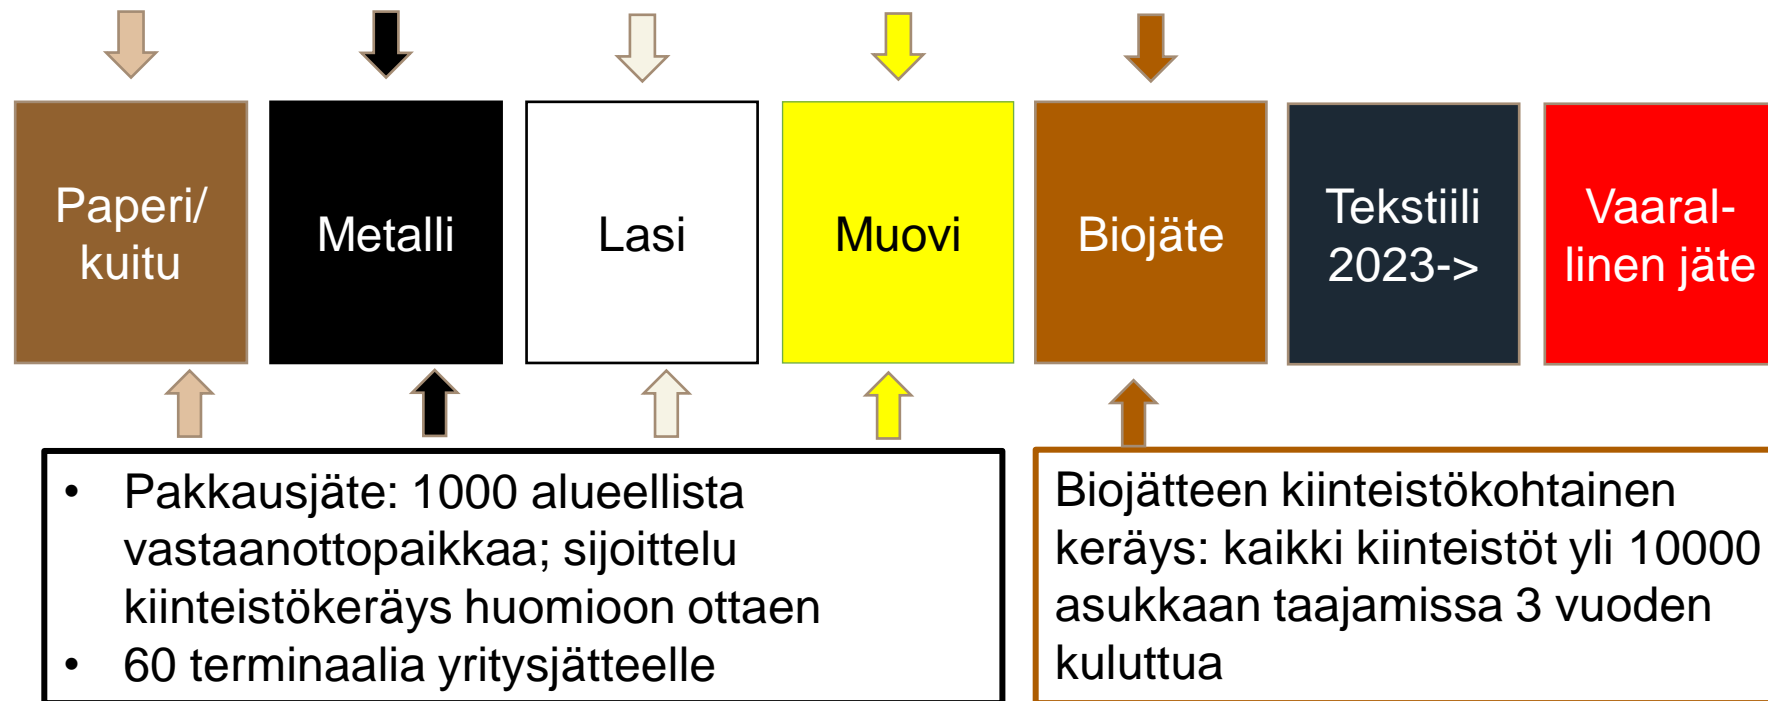 Paperi/
kuitu
Metalli
Lasi
Muovi
Biojäte
Tekstiili
2023->
Vaaral-
linen jäte
• Pakkausjäte: 1000 alueellista
vastaanottopaikkaa; sijoittelu
kiinteistökeräys huomioon ottaen
• 60 terminaalia yritysjätteelle
Biojätteen kiinteistökohtainen
keräys: kaikki kiinteistöt yli 10000
asukkaan taajamissa 3 vuoden
kuluttua